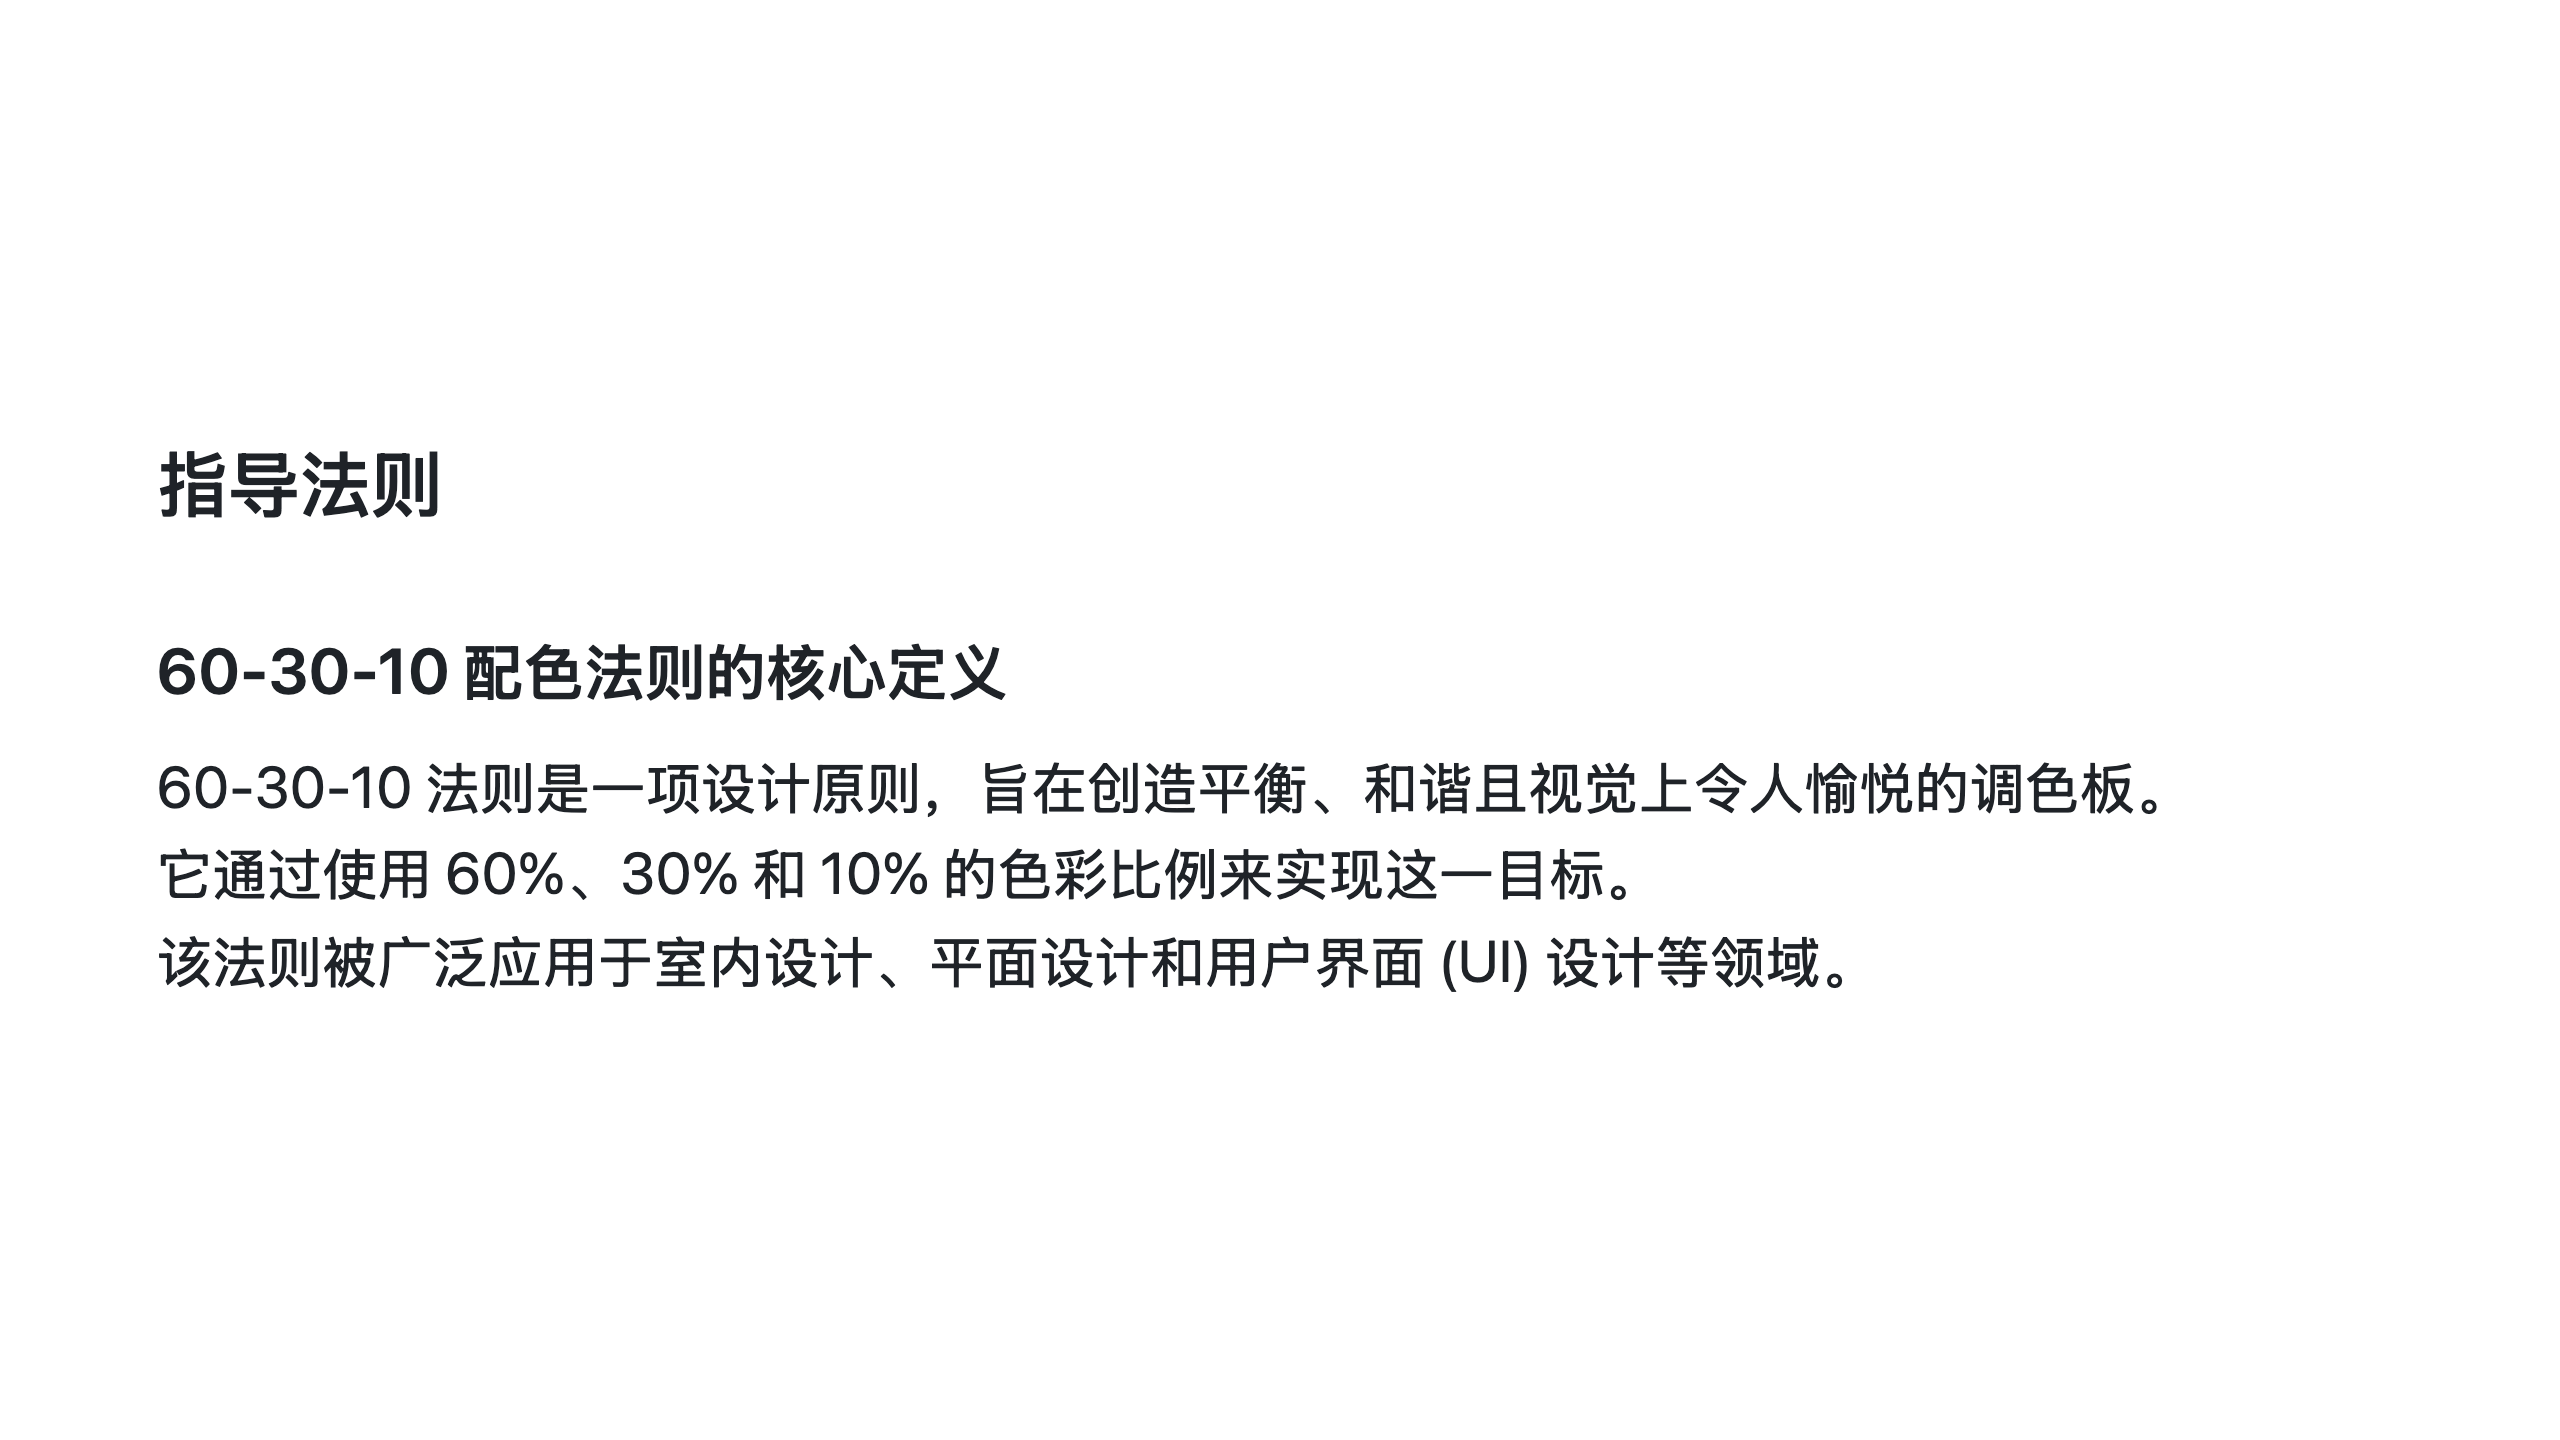 指导法则
60-30-10 配色法则的核心定义
60-30-10 法则是一项设计原则，旨在创造平衡、和谐且视觉上令人愉悦的调色板。
它通过使用 60%、30% 和 10% 的色彩比例来实现这一目标。
该法则被广泛应用于室内设计、平面设计和用户界面 (UI) 设计等领域。